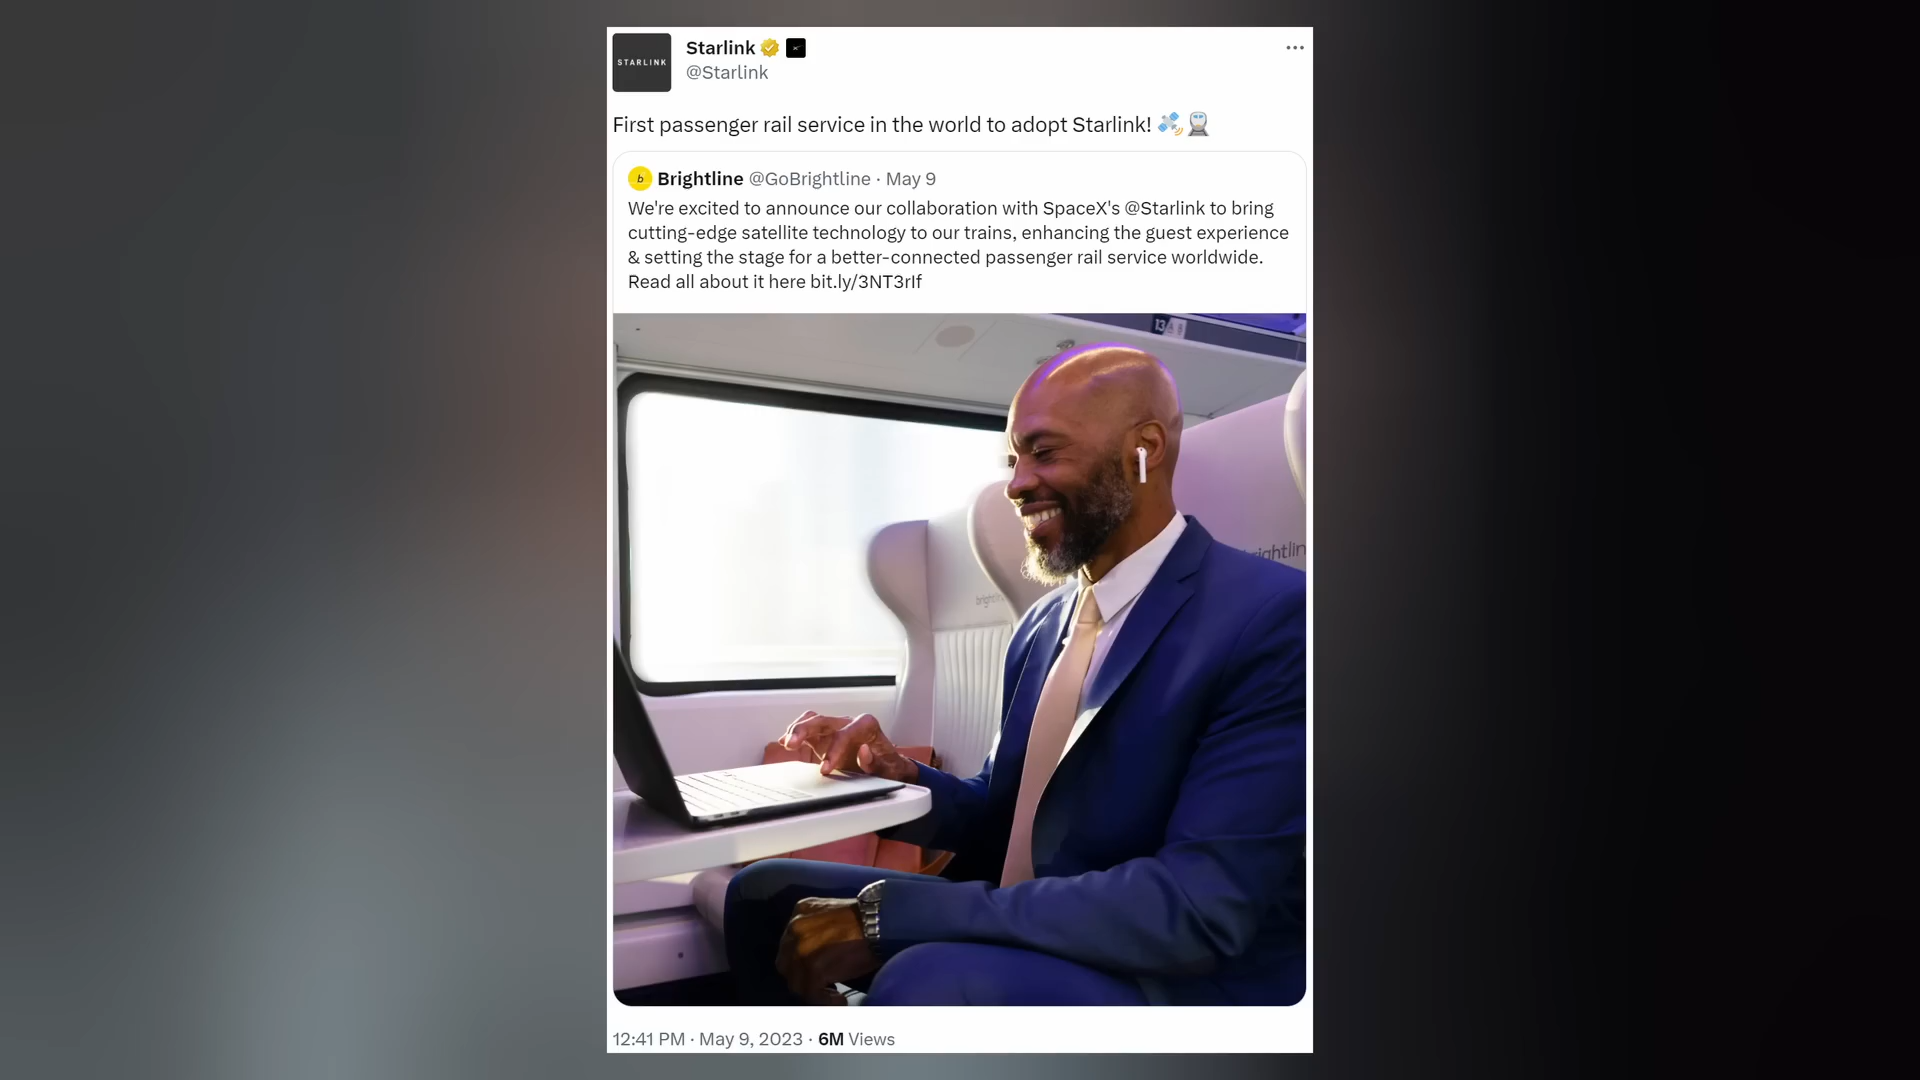 STARLINK
Starlink
@Starlink
First passenger rail service in the world to adopt Starlink! 🛰️🚆
b Brightline @GoBrightline · May 9
We're excited to announce our collaboration with SpaceX's @Starlink to bring
cutting-edge satellite technology to our trains, enhancing the guest experience
& setting the stage for a better-connected passenger rail service worldwide.
Read all about it here bit.ly/3NT3rIf
13 A B
rightlin
brightline
12:41 PM · May 9, 2023 · 6M Views